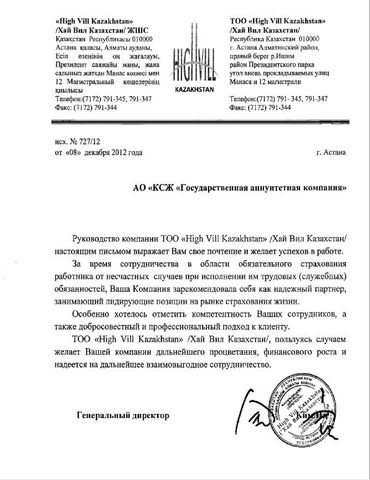 «High Vill Kazakhstan»
/Хай Вил Казахстан/ ЖШС
Қазақстан Республикасы 010000
Астана қаласы, Алматы ауданы,
Есіл өзенінің оң жағалауы,
Президент саяжайы маңы, жаңа
салынып жатқан Манас көшесі мен
12 Магистральный көшелерінің
қиылысы
Телефон:(7172) 791-345, 791-347
Факс: (7172) 791-344
HIGH VILL
KAZAKHSTAN
ТОО «High Vill Kazakhstan»
/Хай Вил Казахстан/
Республика Казахстан 010000
г. Астана Алматинский район,
правый берег р.Ишим
район Президентского парка
угол вновь прокладываемых улиц
Манаса и 12 магистрали
Телефон:(7172) 791- 345, 791-347
Факс: (7172) 791-344
исх. № 727/12
от «08» декабря 2012 года
г. Астана
АО «КСЖ «Государственная аннуитетная компания»
Руководство компании ТОО «High Vill Kazakhstan» /Хай Вил Казахстан/
настоящим письмом выражает Вам свое почтение и желает успехов в работе.
За время сотрудничества в области обязательного страхования
работника от несчастных случаев при исполнении им трудовых (служебных)
обязанностей, Ваша Компания зарекомендовала себя как надежный партнер,
занимающий лидирующие позиции на рынке страхования жизни.
Особенно хотелось отметить компетентность Ваших сотрудников, а
также добросовестный и профессиональный подход к клиенту.
ТОО «High Vill Kazakhstan» /Хай Вил Казахстан/, пользуясь случаем
желает Вашей компании дальнейшего процветания, финансового роста и
надеется на дальнейшее взаимовыгодное сотрудничество.
Генеральный директор
High Vill Kazakhstan